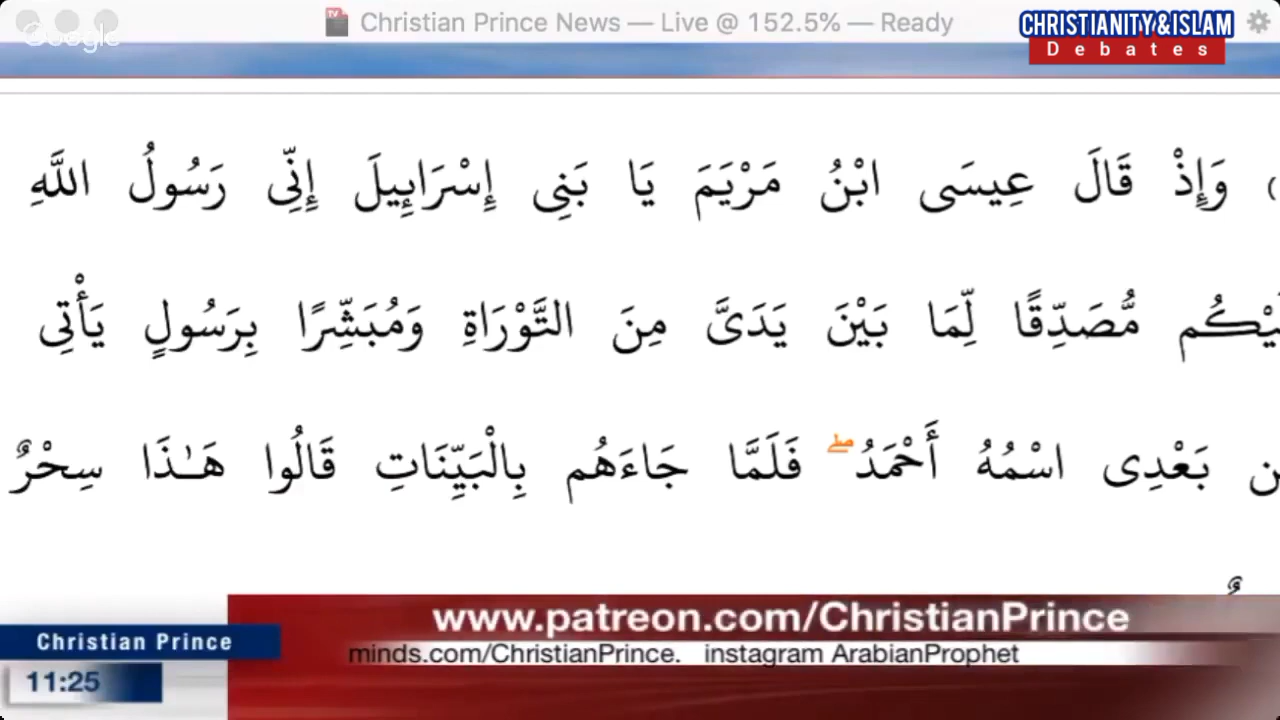 Christian Prince News — Live @ 152.5% — Ready
Google
CHRISTIANITY&ISLAM
Debates
وَإِذْ قَالَ عِيسَى ابْنُ مَرْيَمَ يَا بَنِى إِسْرَابِيلَ إِنِّى رَسُولُ اللَّهِ
لَيْكُم مُّصَدِّقًا لِّمَا بَيْنَ يَدَىَّ مِنَ التَّوْرَاةِ وَمُبَشِّرًا بِرَسُولٍ يَأْتِى
ن بَعْدِى اسْمُهُ أَحْمَدُ ۖ فَلَمَّا جَاءَهُم بِالْبَيِّنَاتِ قَالُوا هَـٰذَا سِحْرٌ
www.patreon.com/ChristianPrince
Christian Prince
minds.com/ChristianPrince. instagram ArabianProphet
11:25